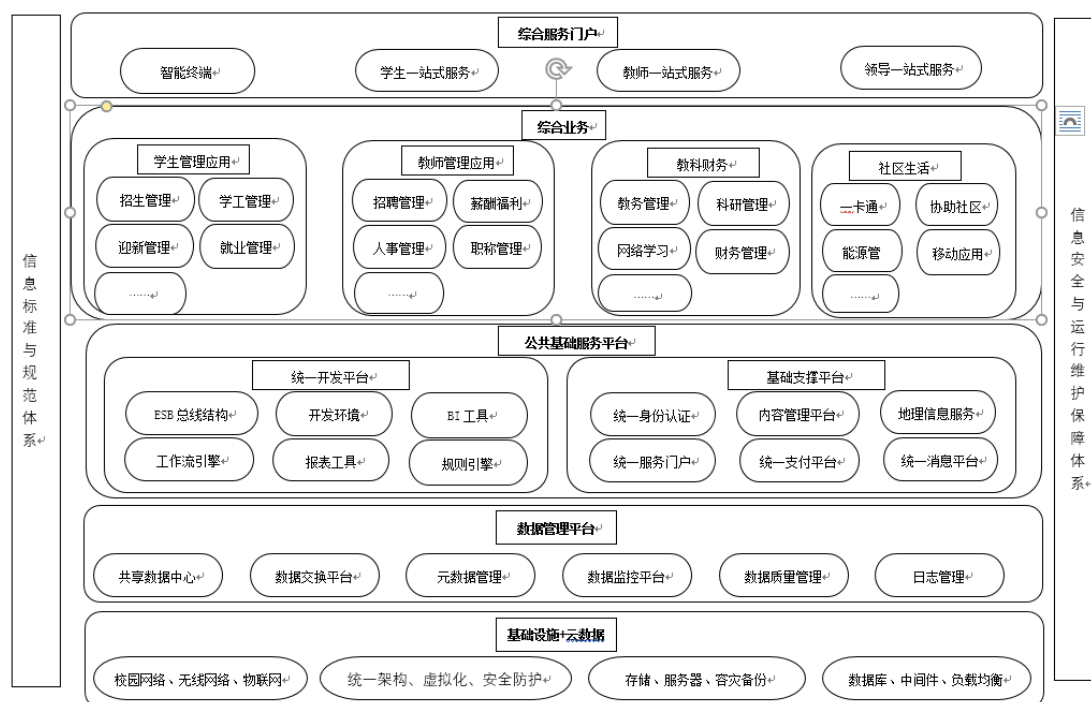 综合服务门户
智能终端
学生一站式服务
教师一站式服务
领导一站式服务
综合业务
学生管理应用
招生管理
学工管理
迎新管理
就业管理
……
教师管理应用
招聘管理
薪酬福利
人事管理
职称管理
……
教科财务
教务管理
科研管理
网络学习
财务管理
……
社区生活
一卡通
协助社区
能源管
移动应用
……
公共基础服务平台
统一开发平台
ESB 总线结构
开发环境
BI 工具
工作流引擎
报表工具
规则引擎
基础支撑平台
统一身份认证
内容管理平台
地理信息服务
统一服务门户
统一支付平台
统一消息平台
数据管理平台
共享数据中心
数据交换平台
元数据管理
数据监控平台
数据质量管理
日志管理
基础设施+云数据
校园网络、无线网络、物联网
统一架构、虚拟化、安全防护
存储、服务器、容灾备份
数据库、中间件、负载均衡
信息标准与规范体系
信息安全与运行维护保障体系